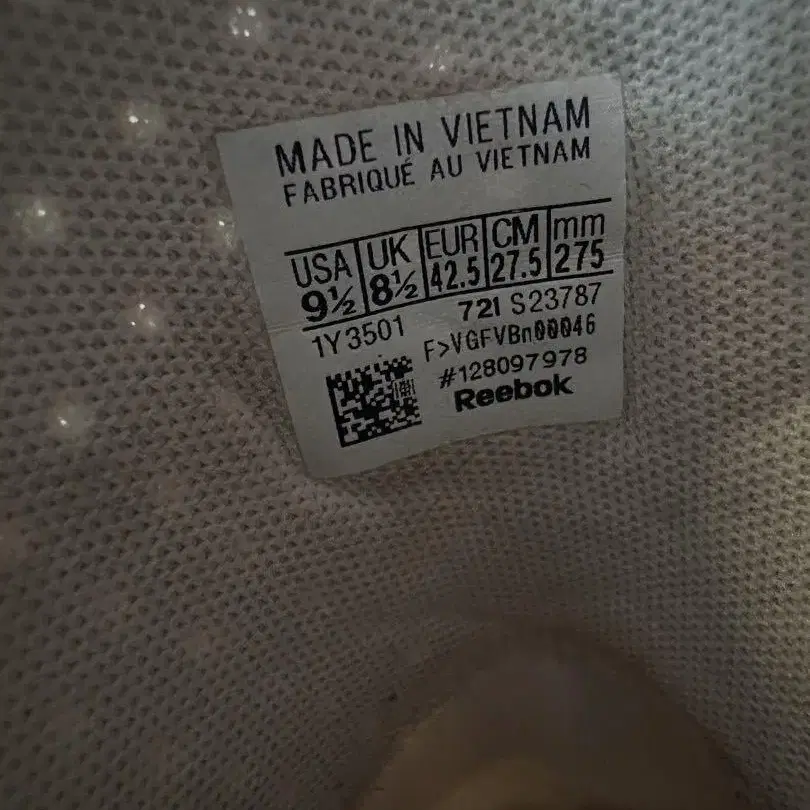 MADE IN VIETNAM
FABRIQUÉ AU VIETNAM
USA UK EUR CM mm
9½ 8½ 42.5 27.5 275
1Y3501 721 S23787
F>VGFVBn00046
#128097978
Reebok